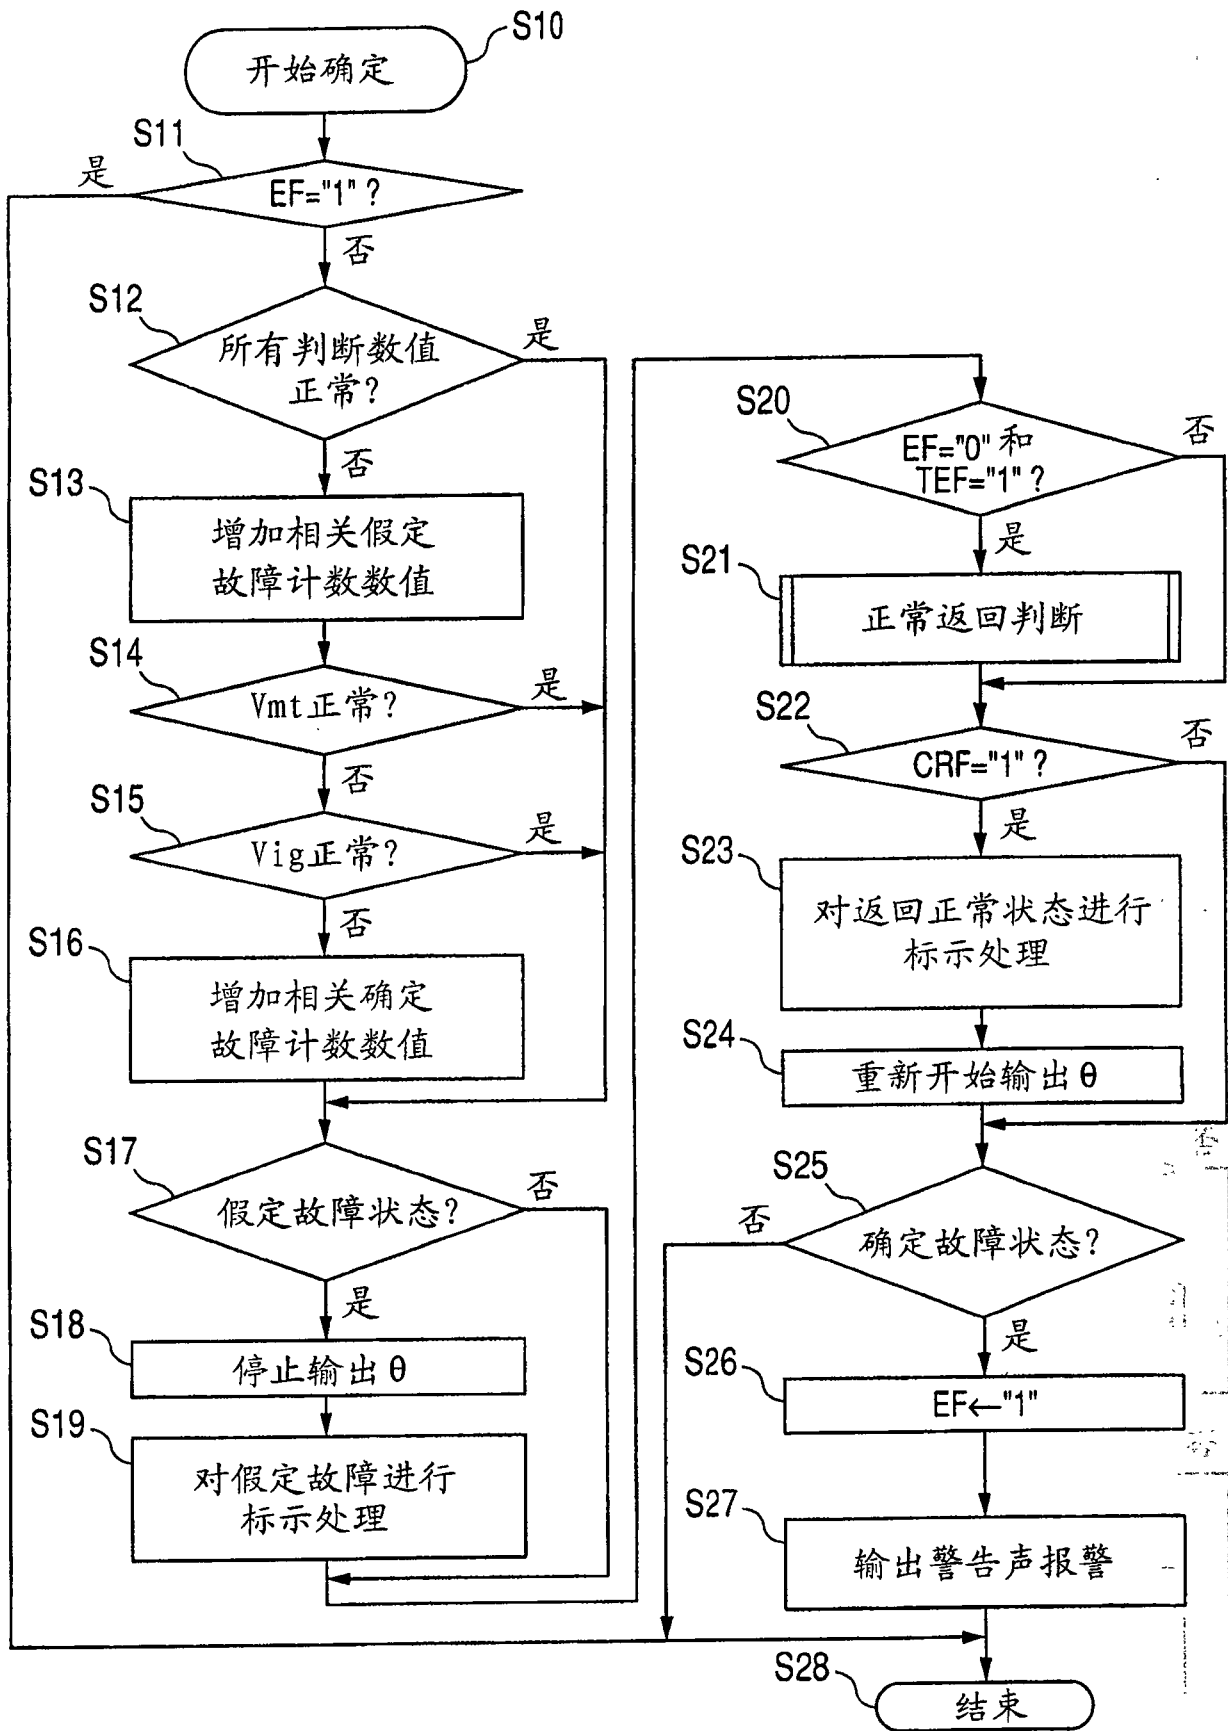 S10
开始确定
S11
是
EF="1"?
否
S12
是
所有判断数值
正常?
否
S13
增加相关假定
故障计数数值
S14
是
Vmt正常?
否
S15
是
Vig正常?
否
S16
增加相关确定
故障计数数值
S17
否
假定故障状态?
是
S18
停止输出θ
S19
对假定故障进行
标示处理
S20
否
EF="0"和
TEF="1"?
是
S21
正常返回判断
S22
否
CRF="1"?
是
S23
对返回正常状态进行
标示处理
S24
重新开始输出θ
S25
否
确定故障状态?
是
S26
EF←"1"
S27
输出警告声报警
S28
结束